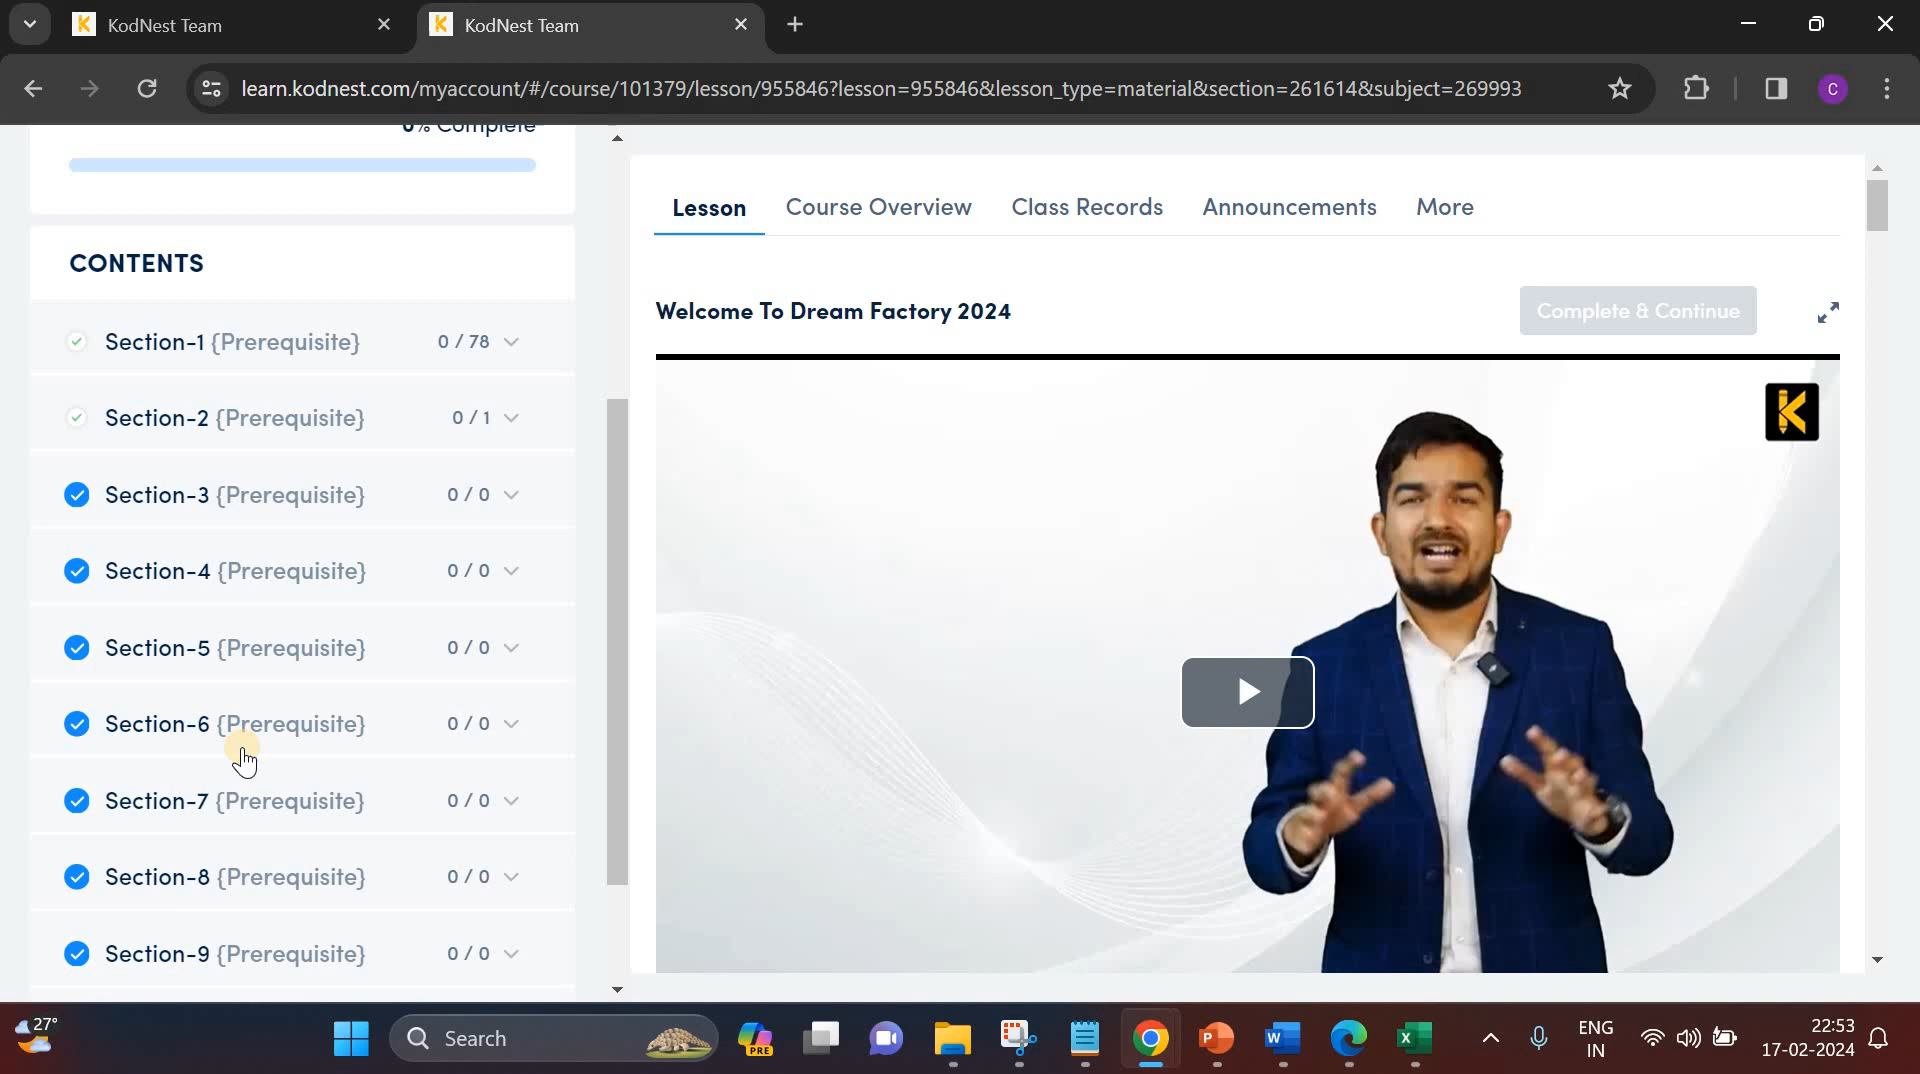 KodNest Team
KodNest Team
learn.kodnest.com/myaccount/#/course/101379/lesson/955846?lesson=955846&lesson_type=material&section=261614&subject=269993
C
0% Complete
CONTENTS
Section-1 {Prerequisite} 0 / 78
Section-2 {Prerequisite} 0 / 1
Section-3 {Prerequisite} 0 / 0
Section-4 {Prerequisite} 0 / 0
Section-5 {Prerequisite} 0 / 0
Section-6 {Prerequisite} 0 / 0
Section-7 {Prerequisite} 0 / 0
Section-8 {Prerequisite} 0 / 0
Section-9 {Prerequisite} 0 / 0
Lesson Course Overview Class Records Announcements More
Welcome To Dream Factory 2024 Complete & Continue
K
27°
Search
PRE
ENG
IN
22:53
17-02-2024